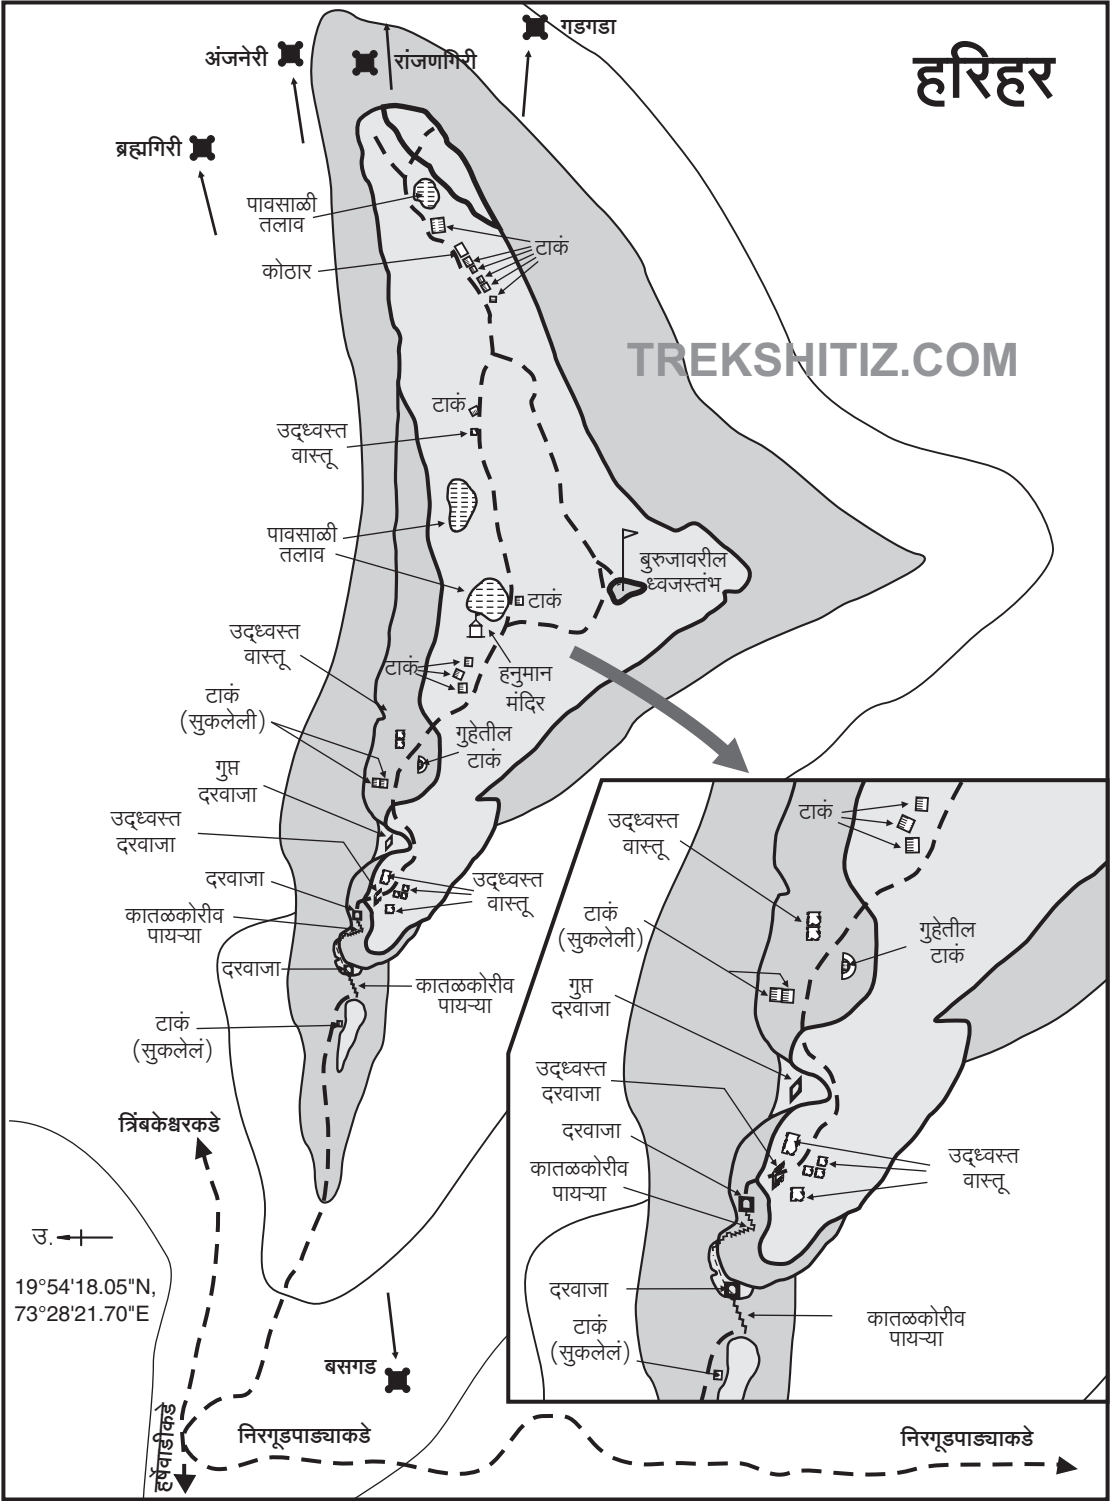 गडगडा
अंजनेरी
रांजणगिरी
हरिहर
ब्रह्मगिरी
पावसाळी
तलाव
टाकं
कोठार
TREKSHITIZ.COM
टाकं
उद्ध्वस्त
वास्तू
पावसाळी
तलाव
बुरुजावरील
ध्वजस्तंभ
टाकं
उद्ध्वस्त
वास्तू
टाकं
हनुमान
मंदिर
टाकं
(सुकलेली)
गुहेतील
टाकं
गुप्त
दरवाजा
उद्ध्वस्त
दरवाजा
दरवाजा
उद्ध्वस्त
वास्तू
कातळकोरीव
पायऱ्या
दरवाजा
कातळकोरीव
पायऱ्या
टाकं
(सुकलेलं)
त्रिंबकेश्वरकडे
उ.
19°54'18.05"N,
73°28'21.70"E
बसगड
हर्षेवाडीकडे
निरगूडपाड्याकडे
निरगूडपाड्याकडे
टाकं
उद्ध्वस्त
वास्तू
टाकं
(सुकलेली)
गुहेतील
टाकं
गुप्त
दरवाजा
उद्ध्वस्त
दरवाजा
दरवाजा
कातळकोरीव
पायऱ्या
उद्ध्वस्त
वास्तू
दरवाजा
कातळकोरीव
पायऱ्या
टाकं
(सुकलेलं)